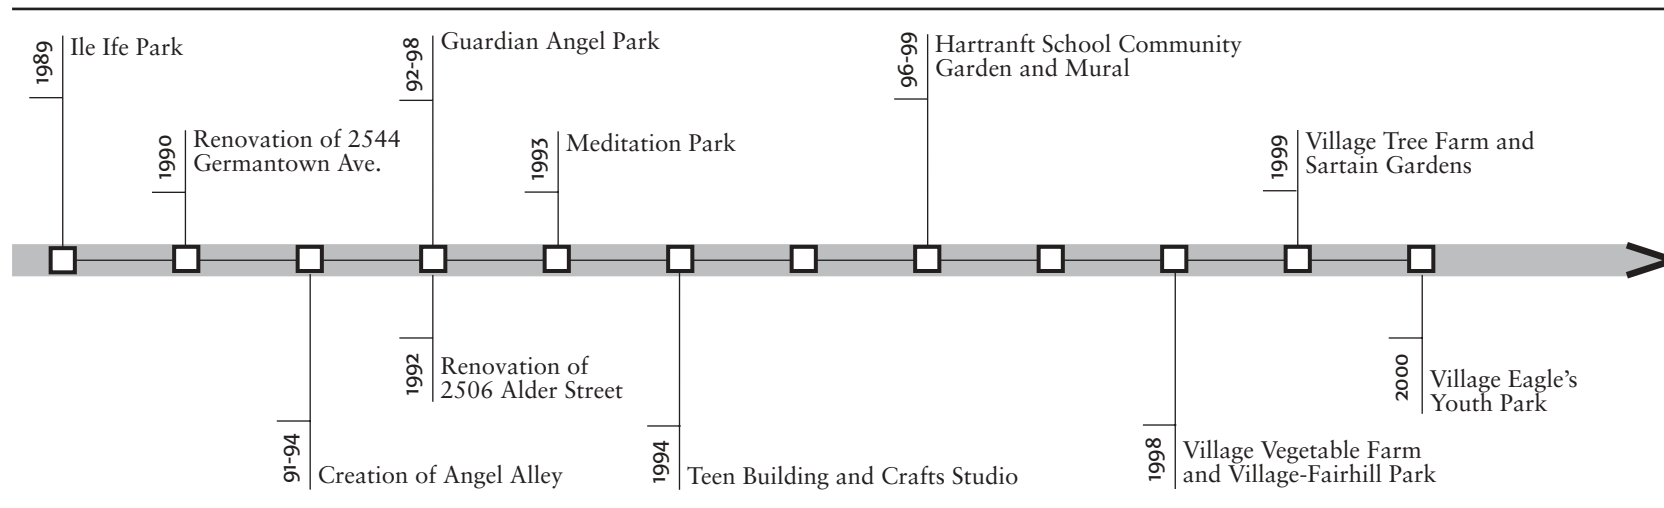 1989
Ile Ife Park
1990
Renovation of 2544
Germantown Ave.
91-94
Creation of Angel Alley
92-98
Guardian Angel Park
1992
Renovation of
2506 Alder Street
1993
Meditation Park
1994
Teen Building and Crafts Studio
96-99
Hartranft School Community
Garden and Mural
1998
Village Vegetable Farm
and Village-Fairhill Park
1999
Village Tree Farm and
Sartain Gardens
2000
Village Eagle’s
Youth Park